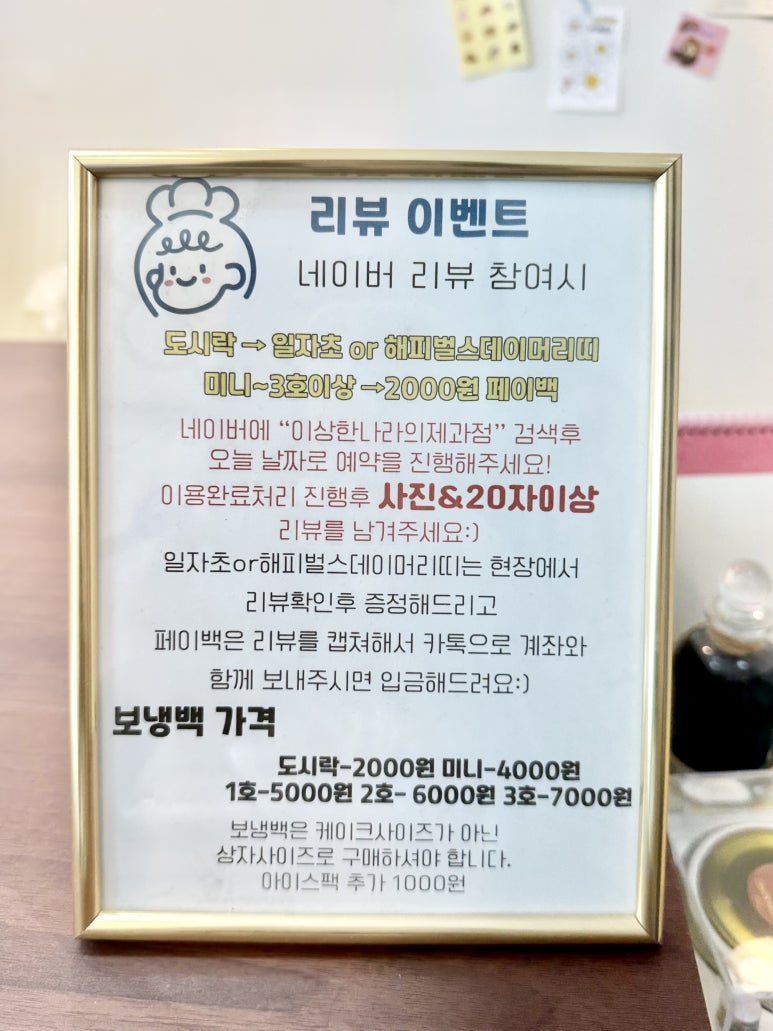 리뷰 이벤트
네이버 리뷰 참여시
도시락 → 일자초 or 해피벌스데이머리띠
미니~3호이상 →2000원 페이백
네이버에 “이상한나라의제과점” 검색후
오늘 날짜로 예약을 진행해주세요!
이용완료처리 진행후 사진&20자이상
리뷰를 남겨주세요:)
일자초or해피벌스데이머리띠는 현장에서
리뷰확인후 증정해드리고
페이백은 리뷰를 캡쳐해서 카톡으로 계좌와
함께 보내주시면 입금해드려요:)
보냉백 가격
도시락-2000원 미니-4000원
1호-5000원 2호- 6000원 3호-7000원
보냉백은 케이크사이즈가 아닌
상자사이즈로 구매하셔야 합니다.
아이스팩 추가 1000원